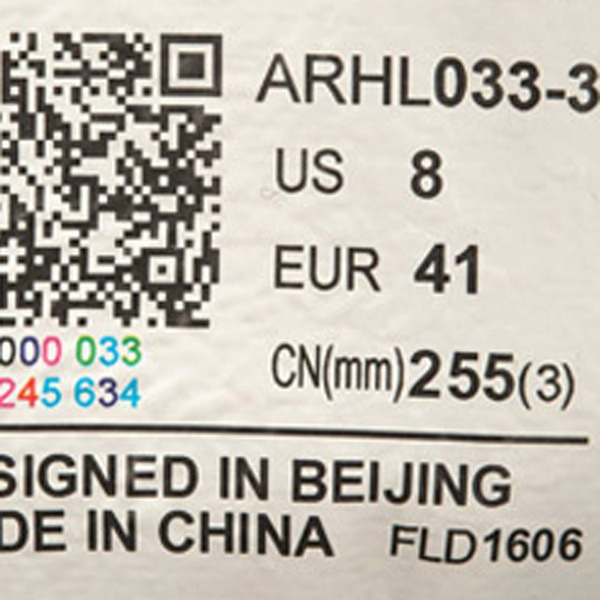 ARHL033-3
US 8
EUR 41
000 033
CN(mm)255(3)
245 634
SIGNED IN BEIJING
DE IN CHINA FLD1606